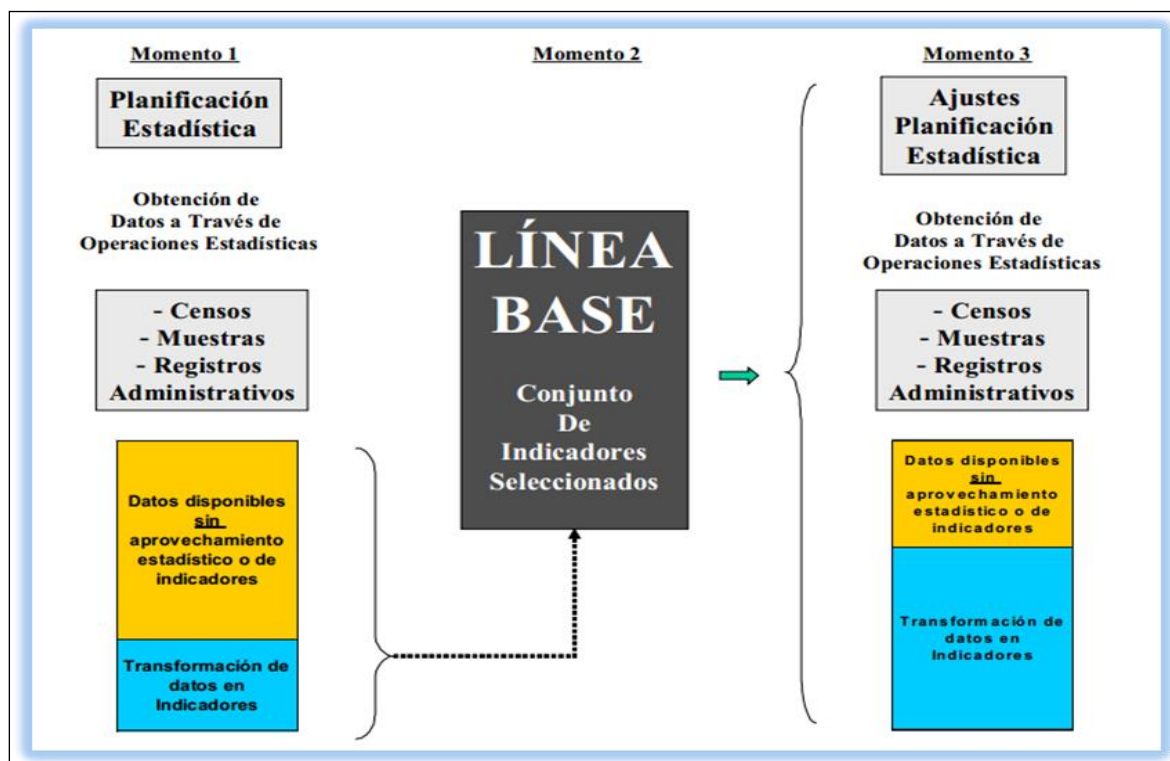 Momento 1
Planificación
Estadística
Obtención de
Datos a Través de
Operaciones Estadísticas
- Censos
- Muestras
- Registros
Administrativos
Datos disponibles
sin
aprovechamiento
estadístico o de
indicadores
Transformación de
datos en
Indicadores
Momento 2
LÍNEA
BASE
Conjunto
De
Indicadores
Seleccionados
Momento 3
Ajustes
Planificación
Estadística
Obtención de
Datos a Través de
Operaciones Estadísticas
- Censos
- Muestras
- Registros
Administrativos
Datos disponibles
sin
aprovechamiento
estadístico o de
indicadores
Transformación de
datos en
Indicadores